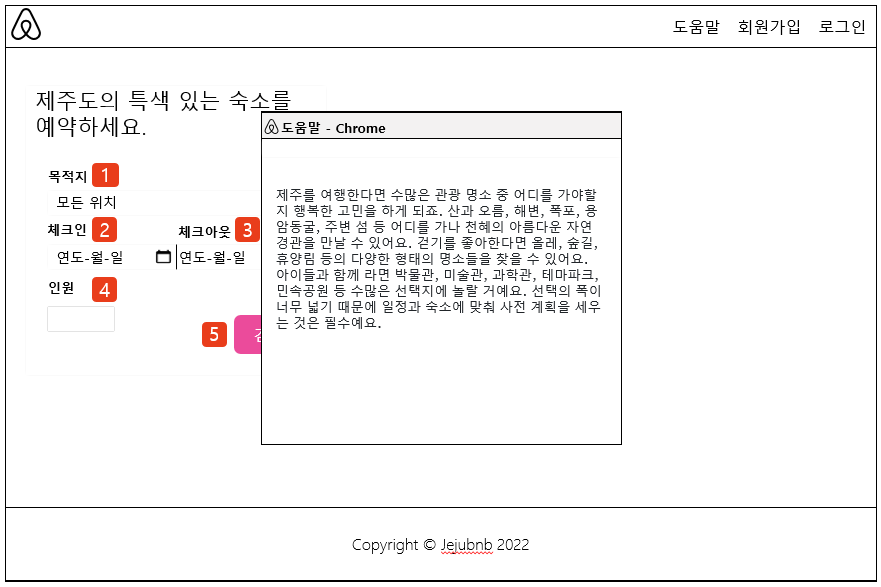 도움말 회원가입 로그인
제주도의 특색 있는 숙소를
예약하세요.
목적지 1
모든 위치
체크인 2 체크아웃 3
연도-월-일 연도-월-일
인원 4
5
도움말 - Chrome
제주를 여행한다면 수많은 관광 명소 중 어디를 가야할
지 행복한 고민을 하게 되죠. 산과 오름, 해변, 폭포, 용
암동굴, 주변 섬 등 어디를 가나 천혜의 아름다운 자연
경관을 만날 수 있어요. 걷기를 좋아한다면 올레, 숲길,
휴양림 등의 다양한 형태의 명소들을 찾을 수 있어요.
아이들과 함께 라면 박물관, 미술관, 과학관, 테마파크,
민속공원 등 수많은 선택지에 놀랄 거예요. 선택의 폭이
너무 넓기 때문에 일정과 숙소에 맞춰 사전 계획을 세우
는 것은 필수예요.
Copyright © Jejubnb 2022